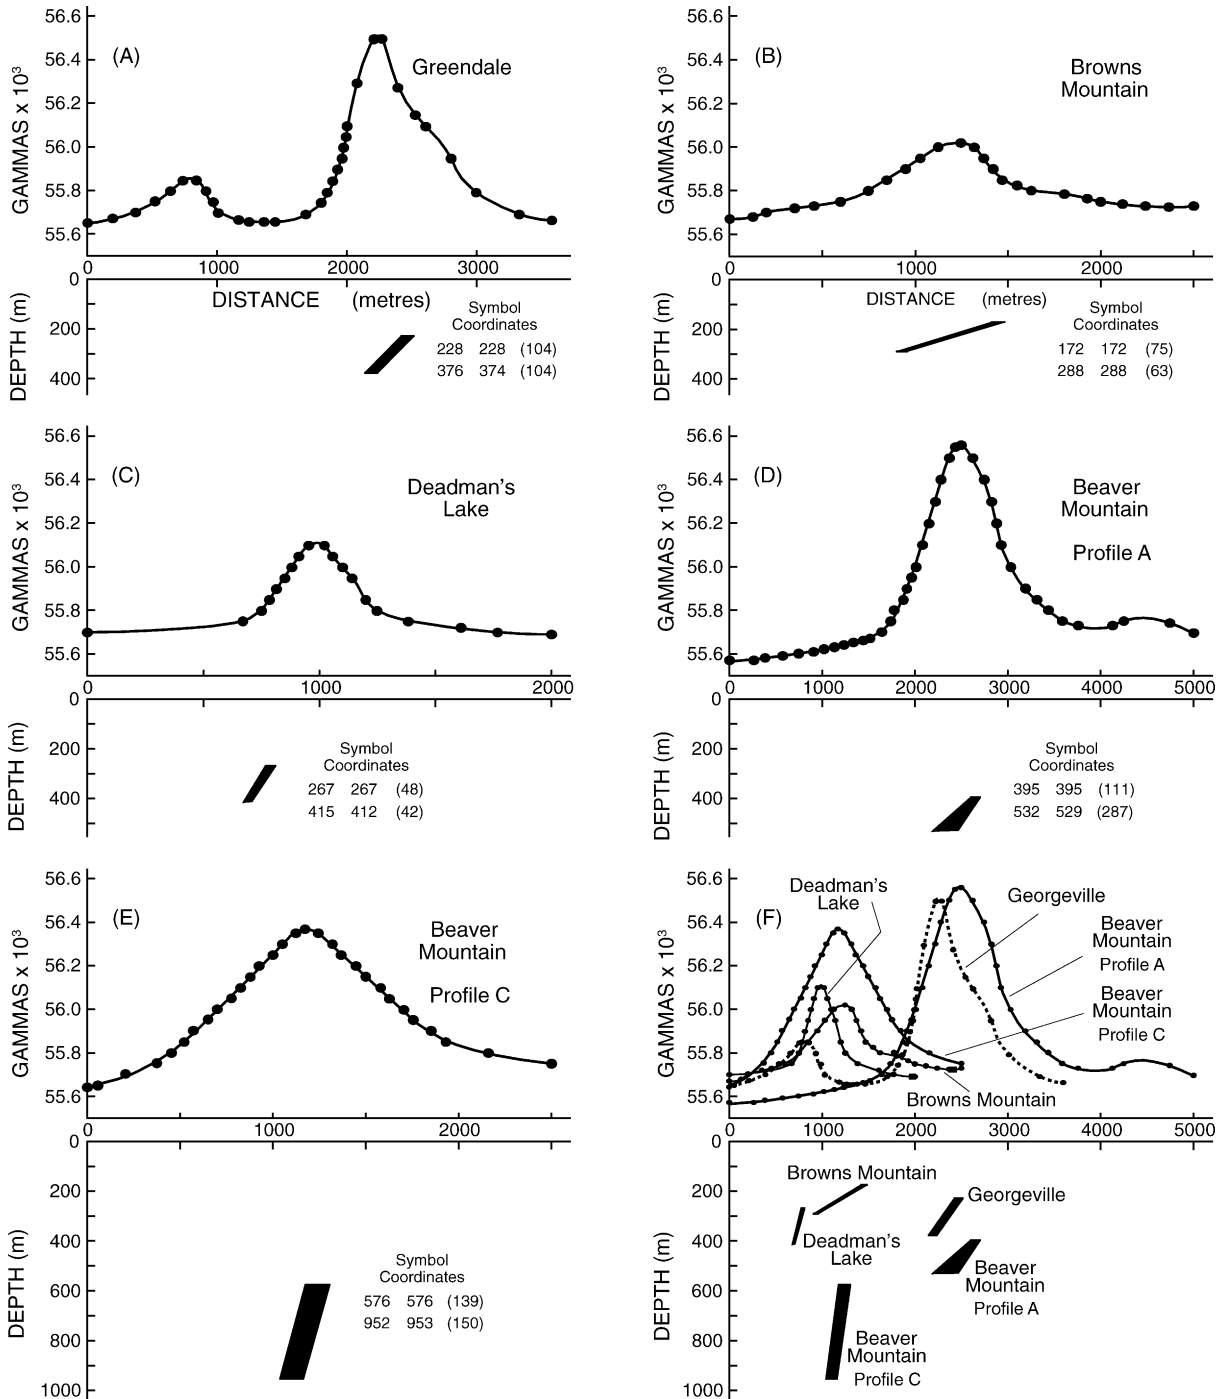 56.6
56.4
56.2
56.0
55.8
55.6
GAMMAS x 10³
(A)
Greendale
0 1000 2000 3000
DISTANCE (metres)
0
200
400
DEPTH (m)
Symbol
Coordinates
228 228 (104)
376 374 (104)
56.6
56.4
56.2
56.0
55.8
55.6
GAMMAS x 10³
(B)
Browns
Mountain
0 1000 2000
DISTANCE (metres)
0
200
400
DEPTH (m)
Symbol
Coordinates
172 172 (75)
288 288 (63)
56.6
56.4
56.2
56.0
55.8
55.6
GAMMAS x 10³
(C)
Deadman's
Lake
0 1000 2000
0
200
400
DEPTH (m)
Symbol
Coordinates
267 267 (48)
415 412 (42)
56.6
56.4
56.2
56.0
55.8
55.6
GAMMAS x 10³
(D)
Beaver
Mountain
Profile A
0 1000 2000 3000 4000 5000
0
200
400
DEPTH (m)
Symbol
Coordinates
395 395 (111)
532 529 (287)
56.6
56.4
56.2
56.0
55.8
55.6
GAMMAS x 10³
(E)
Beaver
Mountain
Profile C
0 1000 2000
0
200
400
600
800
1000
DEPTH (m)
Symbol
Coordinates
576 576 (139)
952 953 (150)
56.6
56.4
56.2
56.0
55.8
55.6
GAMMAS x 10³
(F)
Deadman's
Lake
Georgeville
Beaver
Mountain
Profile A
Beaver
Mountain
Profile C
Browns Mountain
0 1000 2000 3000 4000 5000
0
200
400
600
800
1000
DEPTH (m)
Browns Mountain
Georgeville
Deadman's
Lake
Beaver
Mountain
Profile A
Beaver
Mountain
Profile C